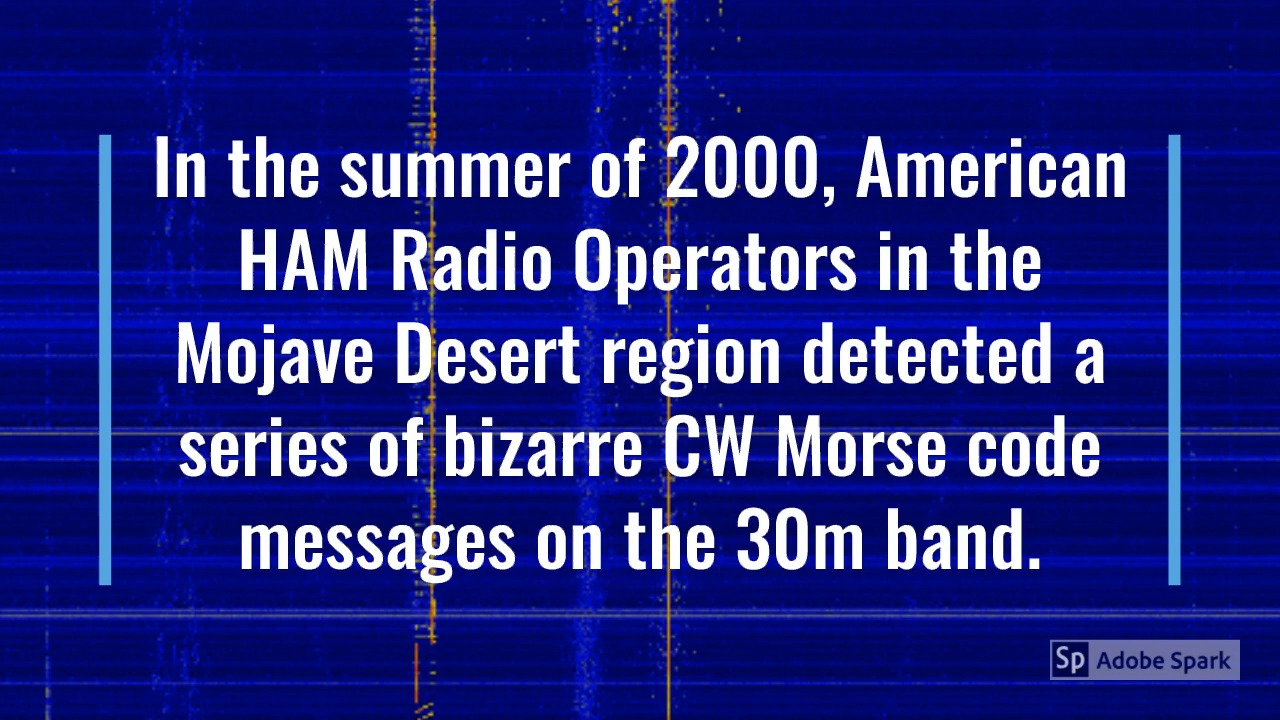 In the summer of 2000, American
HAM Radio Operators in the
Mojave Desert region detected a
series of bizarre CW Morse code
messages on the 30m band.
Sp Adobe Spark